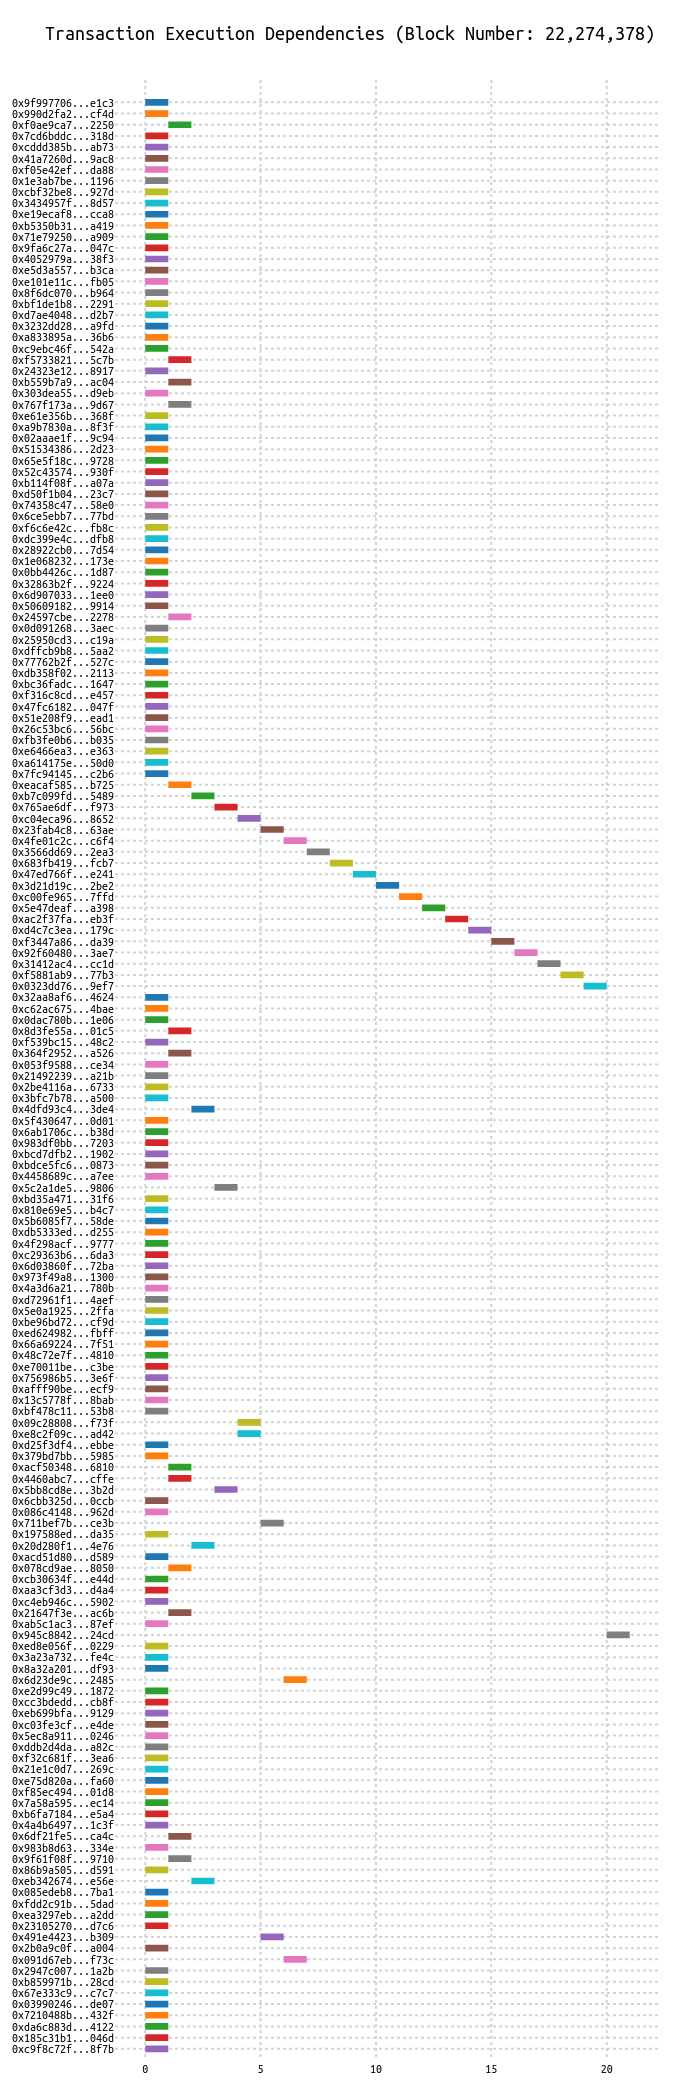 Transaction Execution Dependencies (Block Number: 22,274,378)
0x9f997706...e1c3
0x990d2fa2...cf4d
0xf0ae9ca7...2250
0x7cd6bddc...318d
0xcddd385b...ab73
0x41a7260d...9ac8
0xf05e42ef...da88
0x1e3ab7be...1196
0xcbf32be8...927d
0x3434957f...8d57
0xe19ecaf8...cca8
0xb5350b31...a419
0x71e79250...a909
0x9fa6c27a...047c
0x4052979a...38f3
0xe5d3a557...b3ca
0xe101e11c...fb05
0x8f6dc070...b964
0xbf1de1b8...2291
0xd7ae4048...d2b7
0x3232dd28...a9fd
0xa833895a...36b6
0xc9ebc46f...542a
0xf5733821...5c7b
0x24323e12...8917
0xb559b7a9...ac04
0x303dea55...d9eb
0x767f173a...9d67
0xe61e356b...368f
0xa9b7830a...8f3f
0x02aaae1f...9c94
0x51534386...2d23
0x65e5f18c...9728
0x52c43574...930f
0xb114f08f...a07a
0xd50f1b04...23c7
0x74358c47...58e0
0x6ce5ebb7...77bd
0xf6c6e42c...fb8c
0xdc399e4c...dfb8
0x28922cb0...7d54
0x1e068232...173e
0x0bb4426c...1d87
0x32863b2f...9224
0x6d907033...1ee0
0x50609182...9914
0x24597cbe...2278
0x0d091268...3aec
0x25950cd3...c19a
0xdffcb9b8...5aa2
0x77762b2f...527c
0xdb358f02...2113
0xbc36fadc...1647
0xf316c8cd...e457
0x47fc6182...047f
0x51e208f9...ead1
0x26c53bc6...56bc
0xfb3fe0b6...b035
0xe6466ea3...e363
0xa614175e...50d0
0x7fc94145...c2b6
0xeacaf585...b725
0xb7c099fd...5489
0x765ae6df...f973
0xc04eca96...8652
0x23fab4c8...63ae
0x4fe01c2c...c6f4
0x3566dd69...2ea3
0x683fb419...fcb7
0x47ed766f...e241
0x3d21d19c...2be2
0xc00fe965...7ffd
0x5e47deaf...a398
0xac2f37fa...eb3f
0xd4c7c3ea...179c
0xf3447a86...da39
0x92f60480...3ae7
0x31412ac4...cc1d
0xf5881ab9...77b3
0x0323dd76...9ef7
0x32aa8af6...4624
0xc62ac675...4bae
0x0dac780b...1e06
0x8d3fe55a...01c5
0xf539bc15...48c2
0x364f2952...a526
0x053f9588...ce34
0x21492239...a21b
0x2be4116a...6733
0x3bfc7b78...a500
0x4dfd93c4...3de4
0x5f430647...0d01
0x6ab1706c...b38d
0x983df0bb...7203
0xbcd7dfb2...1902
0xbdce5fc6...0873
0x4458689c...a7ee
0x5c2a1de5...9806
0xbd35a471...31f6
0x810e69e5...b4c7
0x5b6085f7...58de
0xdb5333ed...d255
0x4f298acf...9777
0xc29363b6...6da3
0x6d03860f...72ba
0x973f49a8...1300
0x4a3d6a21...780b
0xd72961f1...4aef
0x5e0a1925...2ffa
0xbe96bd72...cf9d
0xed624982...fbff
0x66a69224...7f51
0x48c72e7f...4810
0xe70011be...c3be
0x756986b5...3e6f
0xafff90be...ecf9
0x13c5778f...8bab
0xbf478c11...53b8
0x09c28808...f73f
0xe8c2f09c...ad42
0xd25f3df4...ebbe
0x379bd7bb...5985
0xacf50348...6810
0x4460abc7...cffe
0x5bb8cd8e...3b2d
0x6cbb325d...0ccb
0x086c4148...962d
0x711bef7b...ce3b
0x197588ed...da35
0x20d280f1...4e76
0xacd51d80...d589
0x078cd9ae...8050
0xcb30634f...e44d
0xaa3cf3d3...d4a4
0xc4eb946c...5902
0x21647f3e...ac6b
0xab5c1ac3...87ef
0x945c8842...24cd
0xed8e056f...0229
0x3a23a732...fe4c
0x8a32a201...df93
0x6d23de9c...2485
0xe2d99c49...1872
0xcc3bdedd...cb8f
0xeb699bfa...9129
0xc03fe3cf...e4de
0x5ec8a911...0246
0xddb2d4da...a82c
0xf32c681f...3ea6
0x21e1c0d7...269c
0xe75d820a...fa60
0xf85ec494...01d8
0x7a58a595...ec14
0xb6fa7184...e5a4
0x4a4b6497...1c3f
0x6df21fe5...ca4c
0x983b8d63...334e
0x9f61f08f...9710
0x86b9a505...d591
0xeb342674...e56e
0x085edeb8...7ba1
0xfdd2c91b...5dad
0xea3297eb...a2dd
0x23105270...d7c6
0x491e4423...b309
0x2b0a9c0f...a004
0x091d67eb...f73c
0x2947c007...1a2b
0xb859971b...28cd
0x67e333c9...c7c7
0x03990246...de07
0x7210488b...432f
0xda6c883d...4122
0x185c31b1...046d
0xc9f8c72f...8f7b
0 5 10 15 20